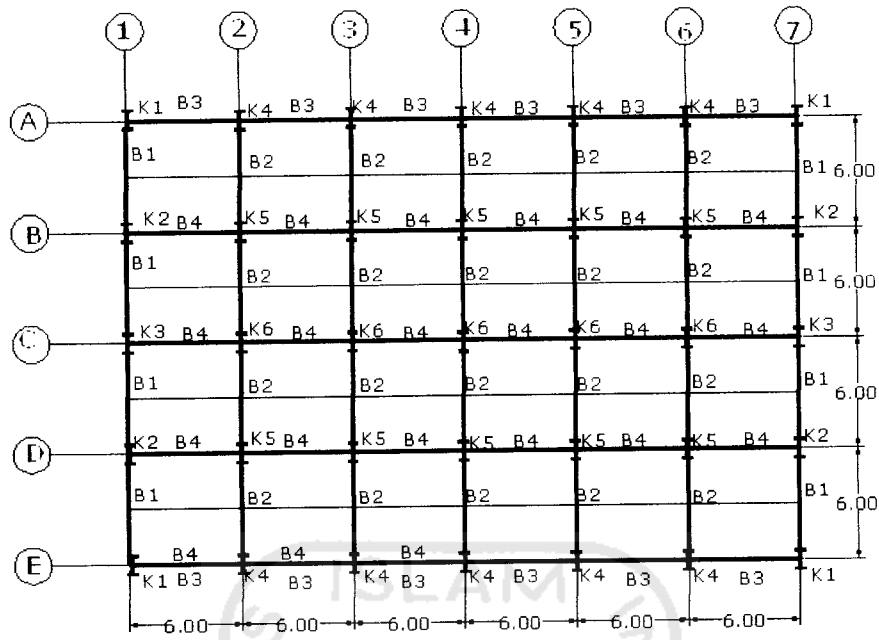 1 2 3 4 5 6 7
A K1 B3 K4 B3 K4 B3 K4 B3 K4 B3 K4 B3 K1
B1 B2 B2 B2 B2 B2 B1 6.00
B K2 B4 K5 B4 K5 B4 K5 B4 K5 B4 K5 B4 K2
B1 B2 B2 B2 B2 B2 B1 6.00
C K3 B4 K6 B4 K6 B4 K6 B4 K6 B4 K6 B4 K3
B1 B2 B2 B2 B2 B2 B1 6.00
D K2 B4 K5 B4 K5 B4 K5 B4 K5 B4 K5 B4 K2
B1 B2 B2 B2 B2 B2 B1 6.00
B4 B4 B4
E K1 B3 K4 B3 K4 B3 K4 B3 K4 B3 K4 B3 K1
ISLAM
6.00 6.00 6.00 6.00 6.00 6.00